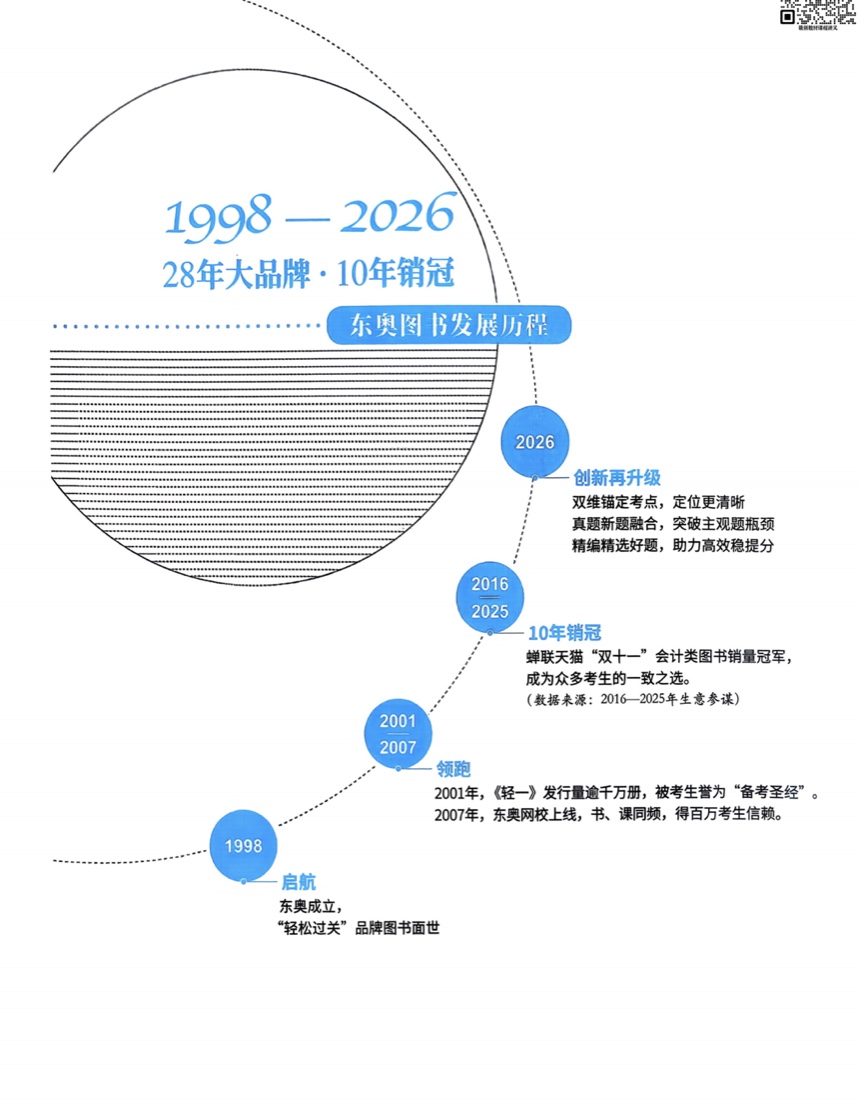 最新教材课程讲义
1998 — 2026
28年大品牌·10年销冠
东奥图书发展历程
2026
创新再升级
双维锚定考点，定位更清晰
真题新题融合，突破主观题瓶颈
精编精选好题，助力高效稳提分
2016
2025
10年销冠
蝉联天猫“双十一”会计类图书销量冠军，
成为众多考生的一致之选。
（数据来源：2016—2025年生意参谋）
2001
2007
领跑
2001年，《轻一》发行量逾千万册，被考生誉为“备考圣经”。
2007年，东奥网校上线，书、课同频，得百万考生信赖。
1998
启航
东奥成立，
“轻松过关”品牌图书面世